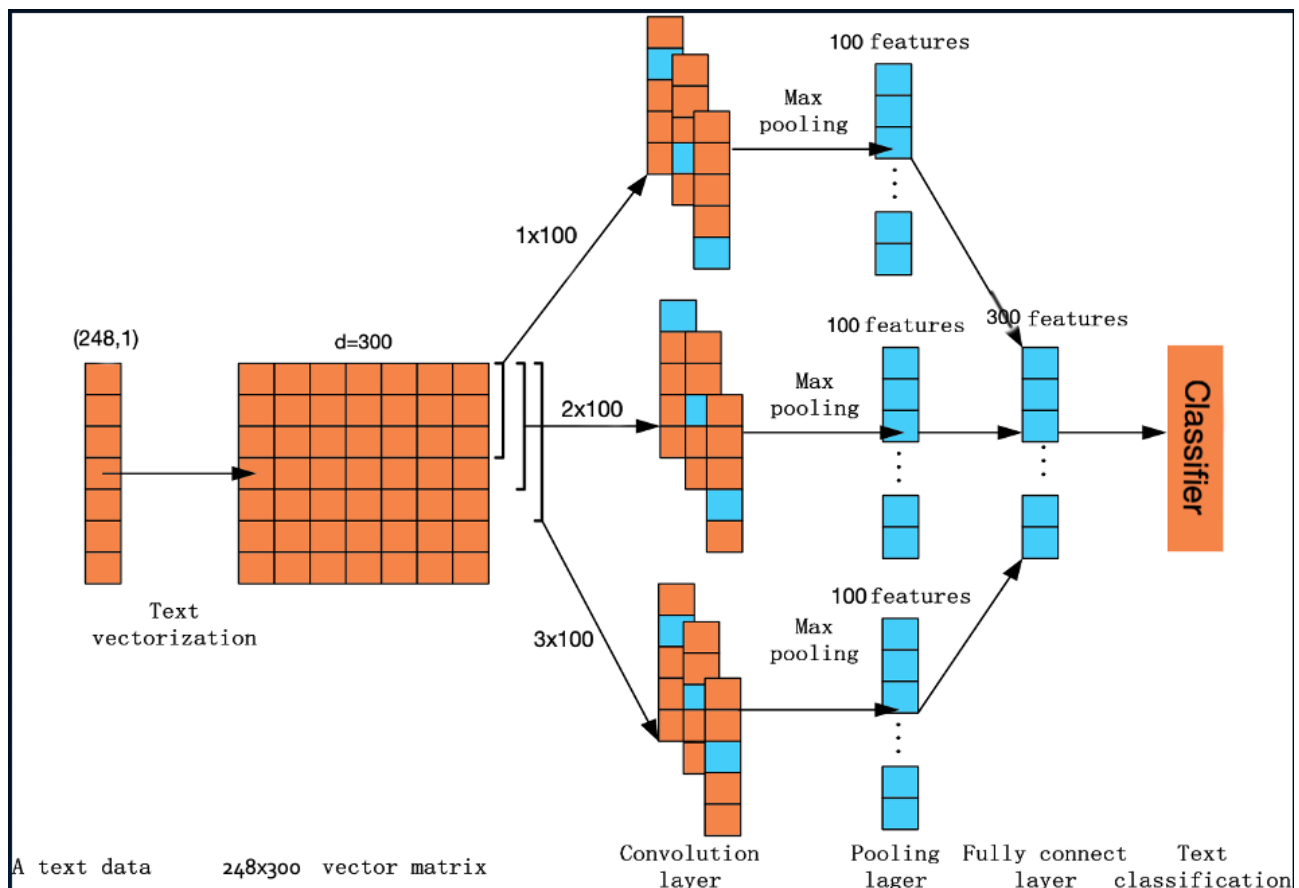 100 features
Max
pooling
1x100
(248,1)
d=300
100 features
300 features
Max
pooling
2x100
Classifier
Text
vectorization
100 features
Max
pooling
3x100
A text data
248x300 vector matrix
Convolution
layer
Pooling
lager
Fully connect
layer
Text
classification